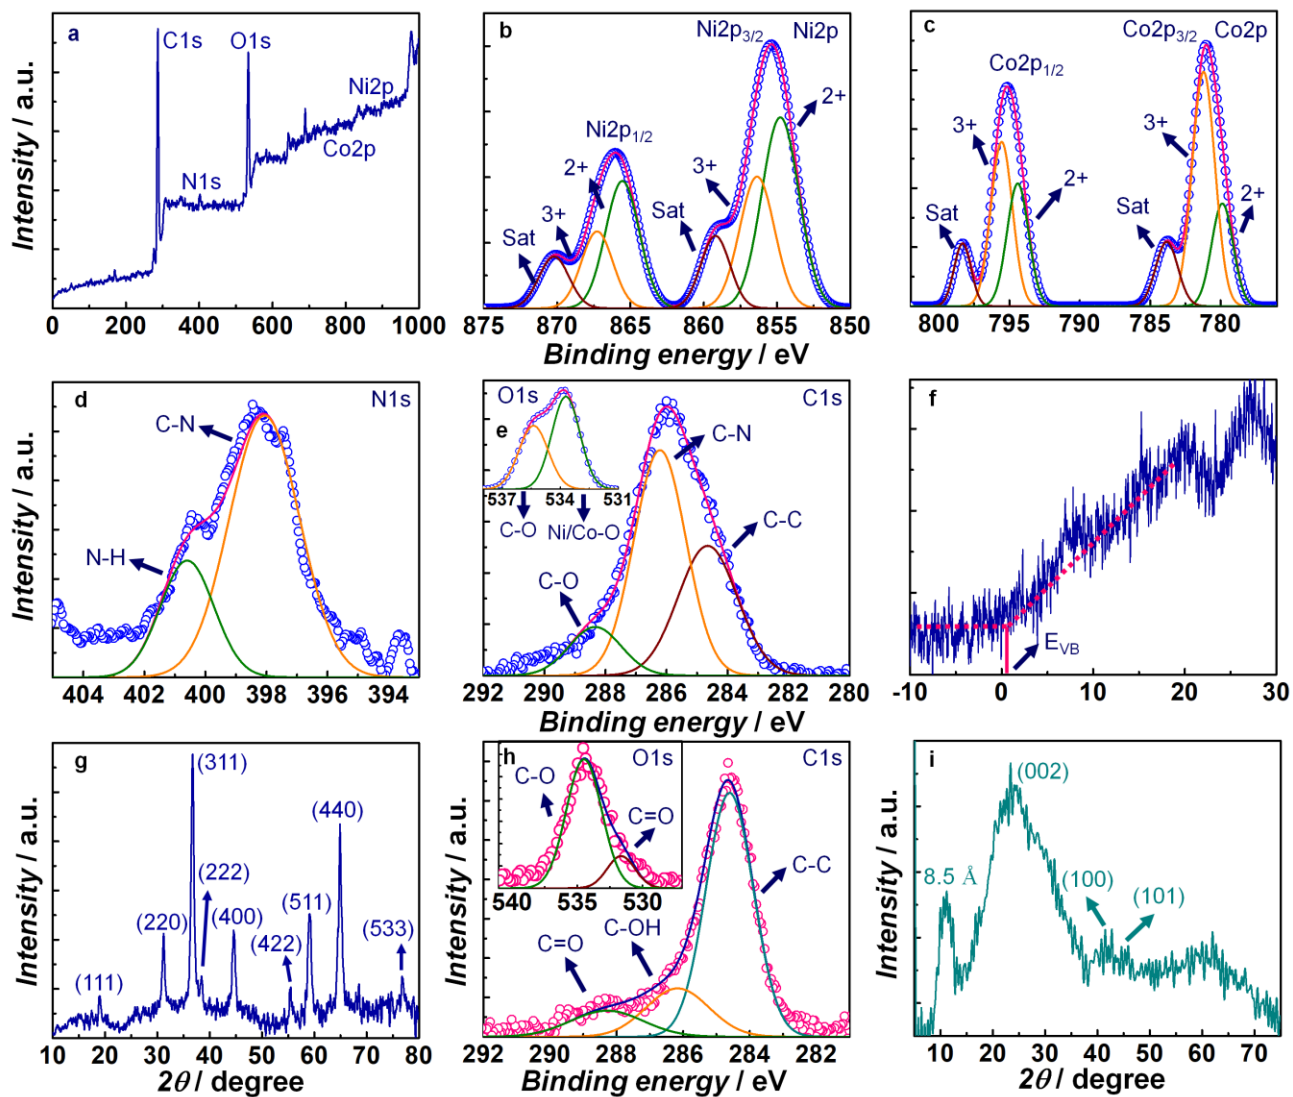 a
C1s
O1s
N1s
Ni2p
Co2p
Intensity / a.u.
0 200 400 600 800 1000
b
Ni2p3/2 Ni2p
Ni2p1/2
2+
2+
3+
3+
Sat
Sat
875 870 865 860 855 850
Binding energy / eV
c
Co2p3/2 Co2p
Co2p1/2
3+
3+
2+
2+
Sat
Sat
800 795 790 785 780
d
N1s
C-N
N-H
Intensity / a.u.
404 402 400 398 396 394
O1s
C1s
e
C-N
537 534 531
C-O
Ni/Co-O
C-C
C-O
292 290 288 286 284 282 280
Binding energy / eV
f
EVB
-10 0 10 20 30
g
(311)
(440)
(222)
(220)
(400)
(511)
(422)
(533)
(111)
Intensity / a.u.
10 20 30 40 50 60 70 80
2θ / degree
h
O1s
C1s
C-O
C=O
540 535 530
C-C
C=O
C-OH
Intensity / a.u.
292 290 288 286 284 282
Binding energy / eV
i
(002)
8.5 Å
(100)
(101)
Intensity / a.u.
10 20 30 40 50 60 70
2θ / degree